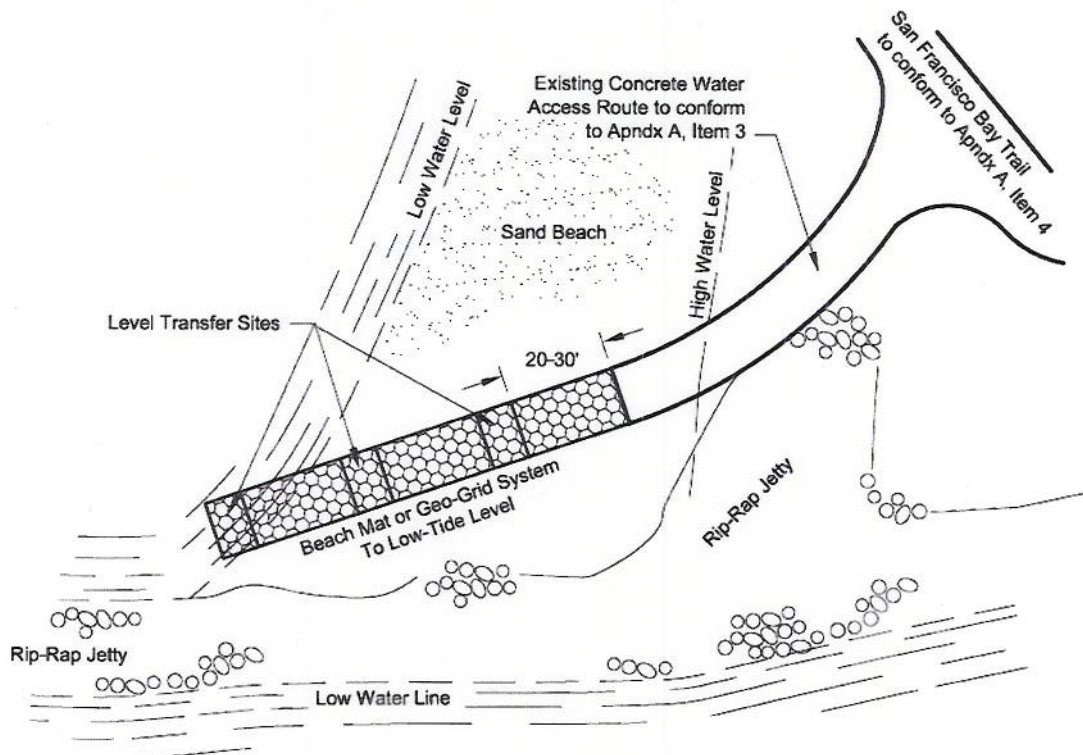 San Francisco Bay Trail
to conform to Apndx A, Item 4
Existing Concrete Water
Access Route to conform
to Apndx A, Item 3
Low Water Level
Sand Beach
High Water Level
Level Transfer Sites
20-30'
Beach Mat or Geo-Grid System
To Low-Tide Level
Rip-Rap Jetty
Rip-Rap Jetty
Low Water Line